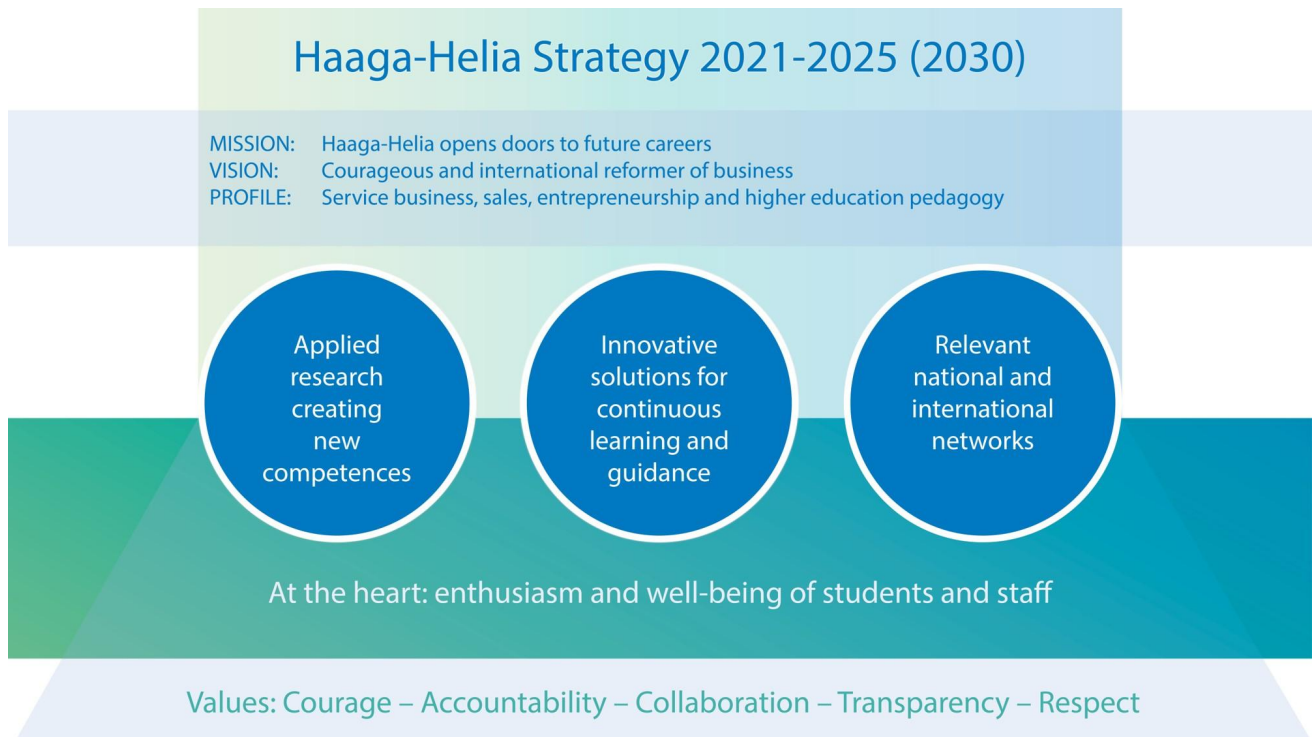 Haaga-Helia Strategy 2021-2025 (2030)
MISSION: Haaga-Helia opens doors to future careers
VISION: Courageous and international reformer of business
PROFILE: Service business, sales, entrepreneurship and higher education pedagogy
Applied
research
creating
new
competences
Innovative
solutions for
continuous
learning and
guidance
Relevant
national and
international
networks
At the heart: enthusiasm and well-being of students and staff
Values: Courage – Accountability – Collaboration – Transparency – Respect